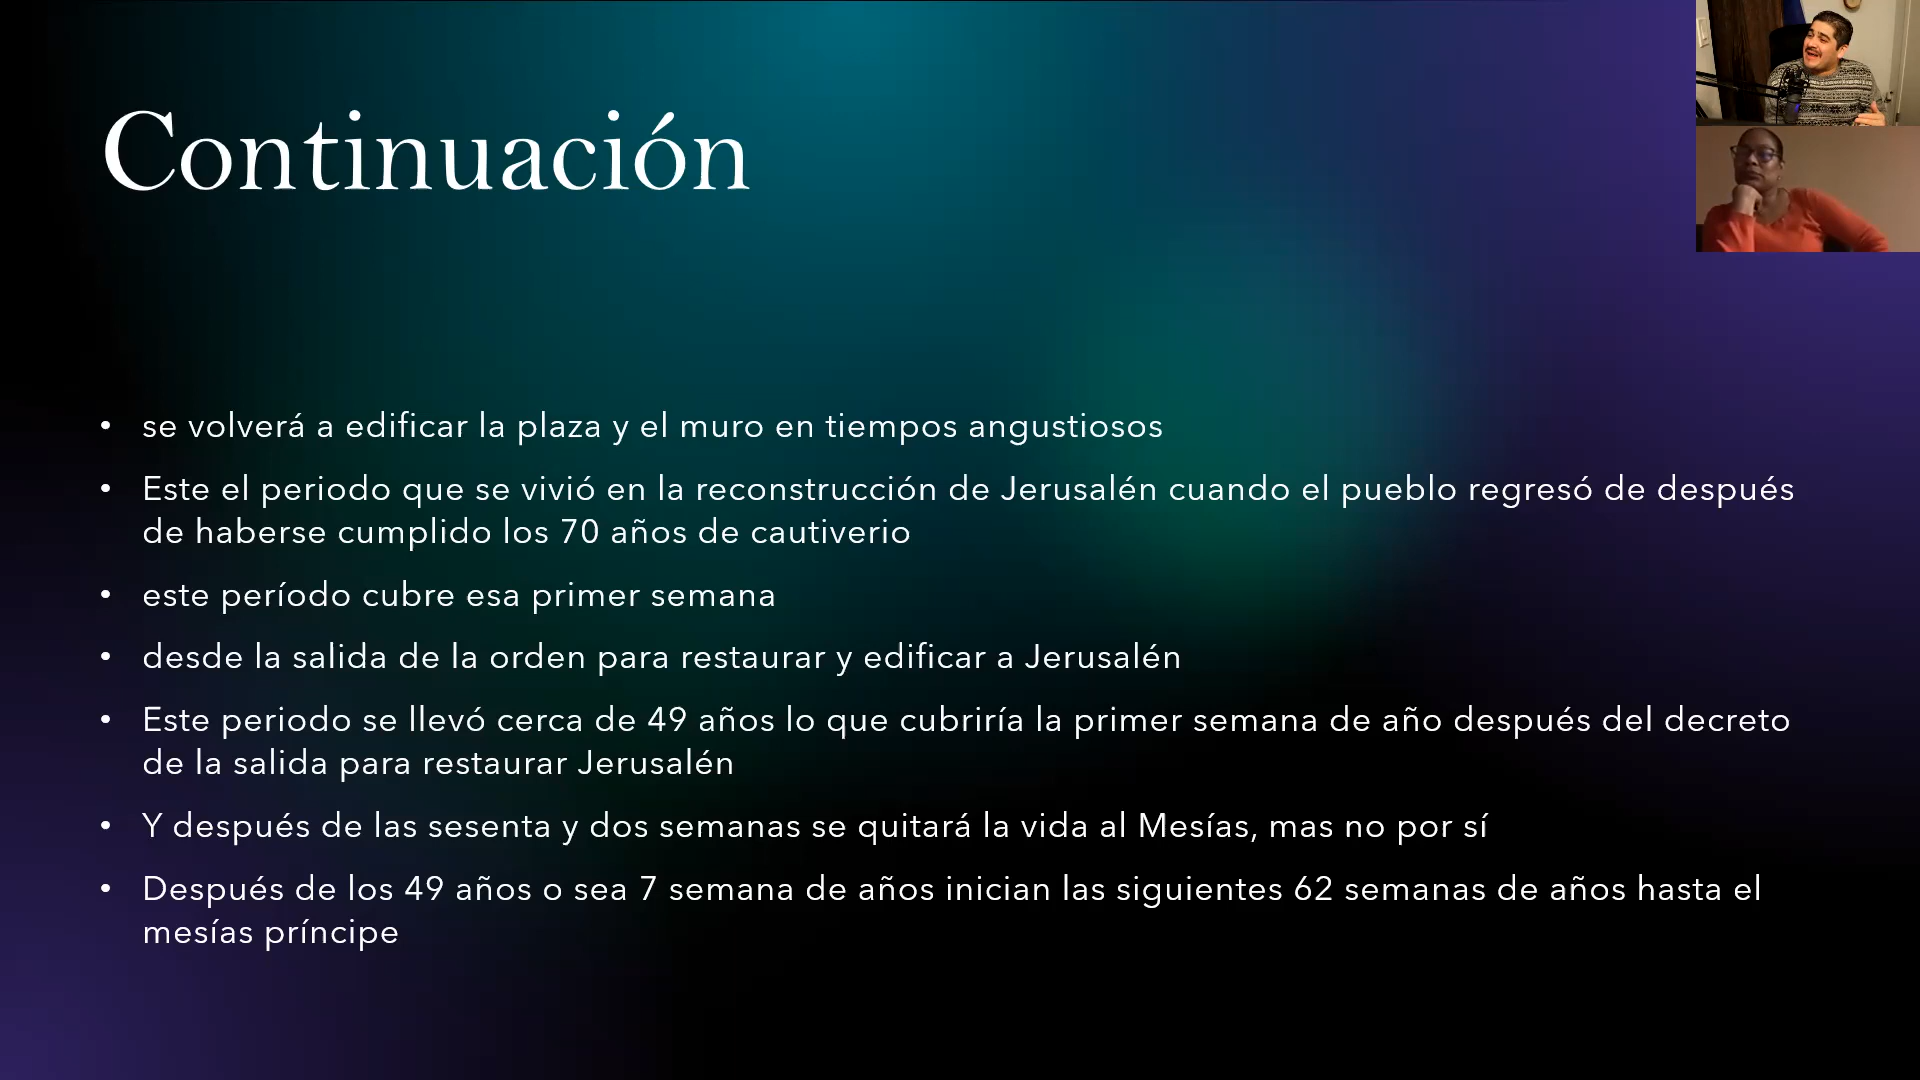 Continuación
• se volverá a edificar la plaza y el muro en tiempos angustiosos
• Este el periodo que se vivió en la reconstrucción de Jerusalén cuando el pueblo regresó de después
de haberse cumplido los 70 años de cautiverio
• este período cubre esa primer semana
• desde la salida de la orden para restaurar y edificar a Jerusalén
• Este periodo se llevó cerca de 49 años lo que cubriría la primer semana de año después del decreto
de la salida para restaurar Jerusalén
• Y después de las sesenta y dos semanas se quitará la vida al Mesías, mas no por sí
• Después de los 49 años o sea 7 semana de años inician las siguientes 62 semanas de años hasta el
mesías príncipe